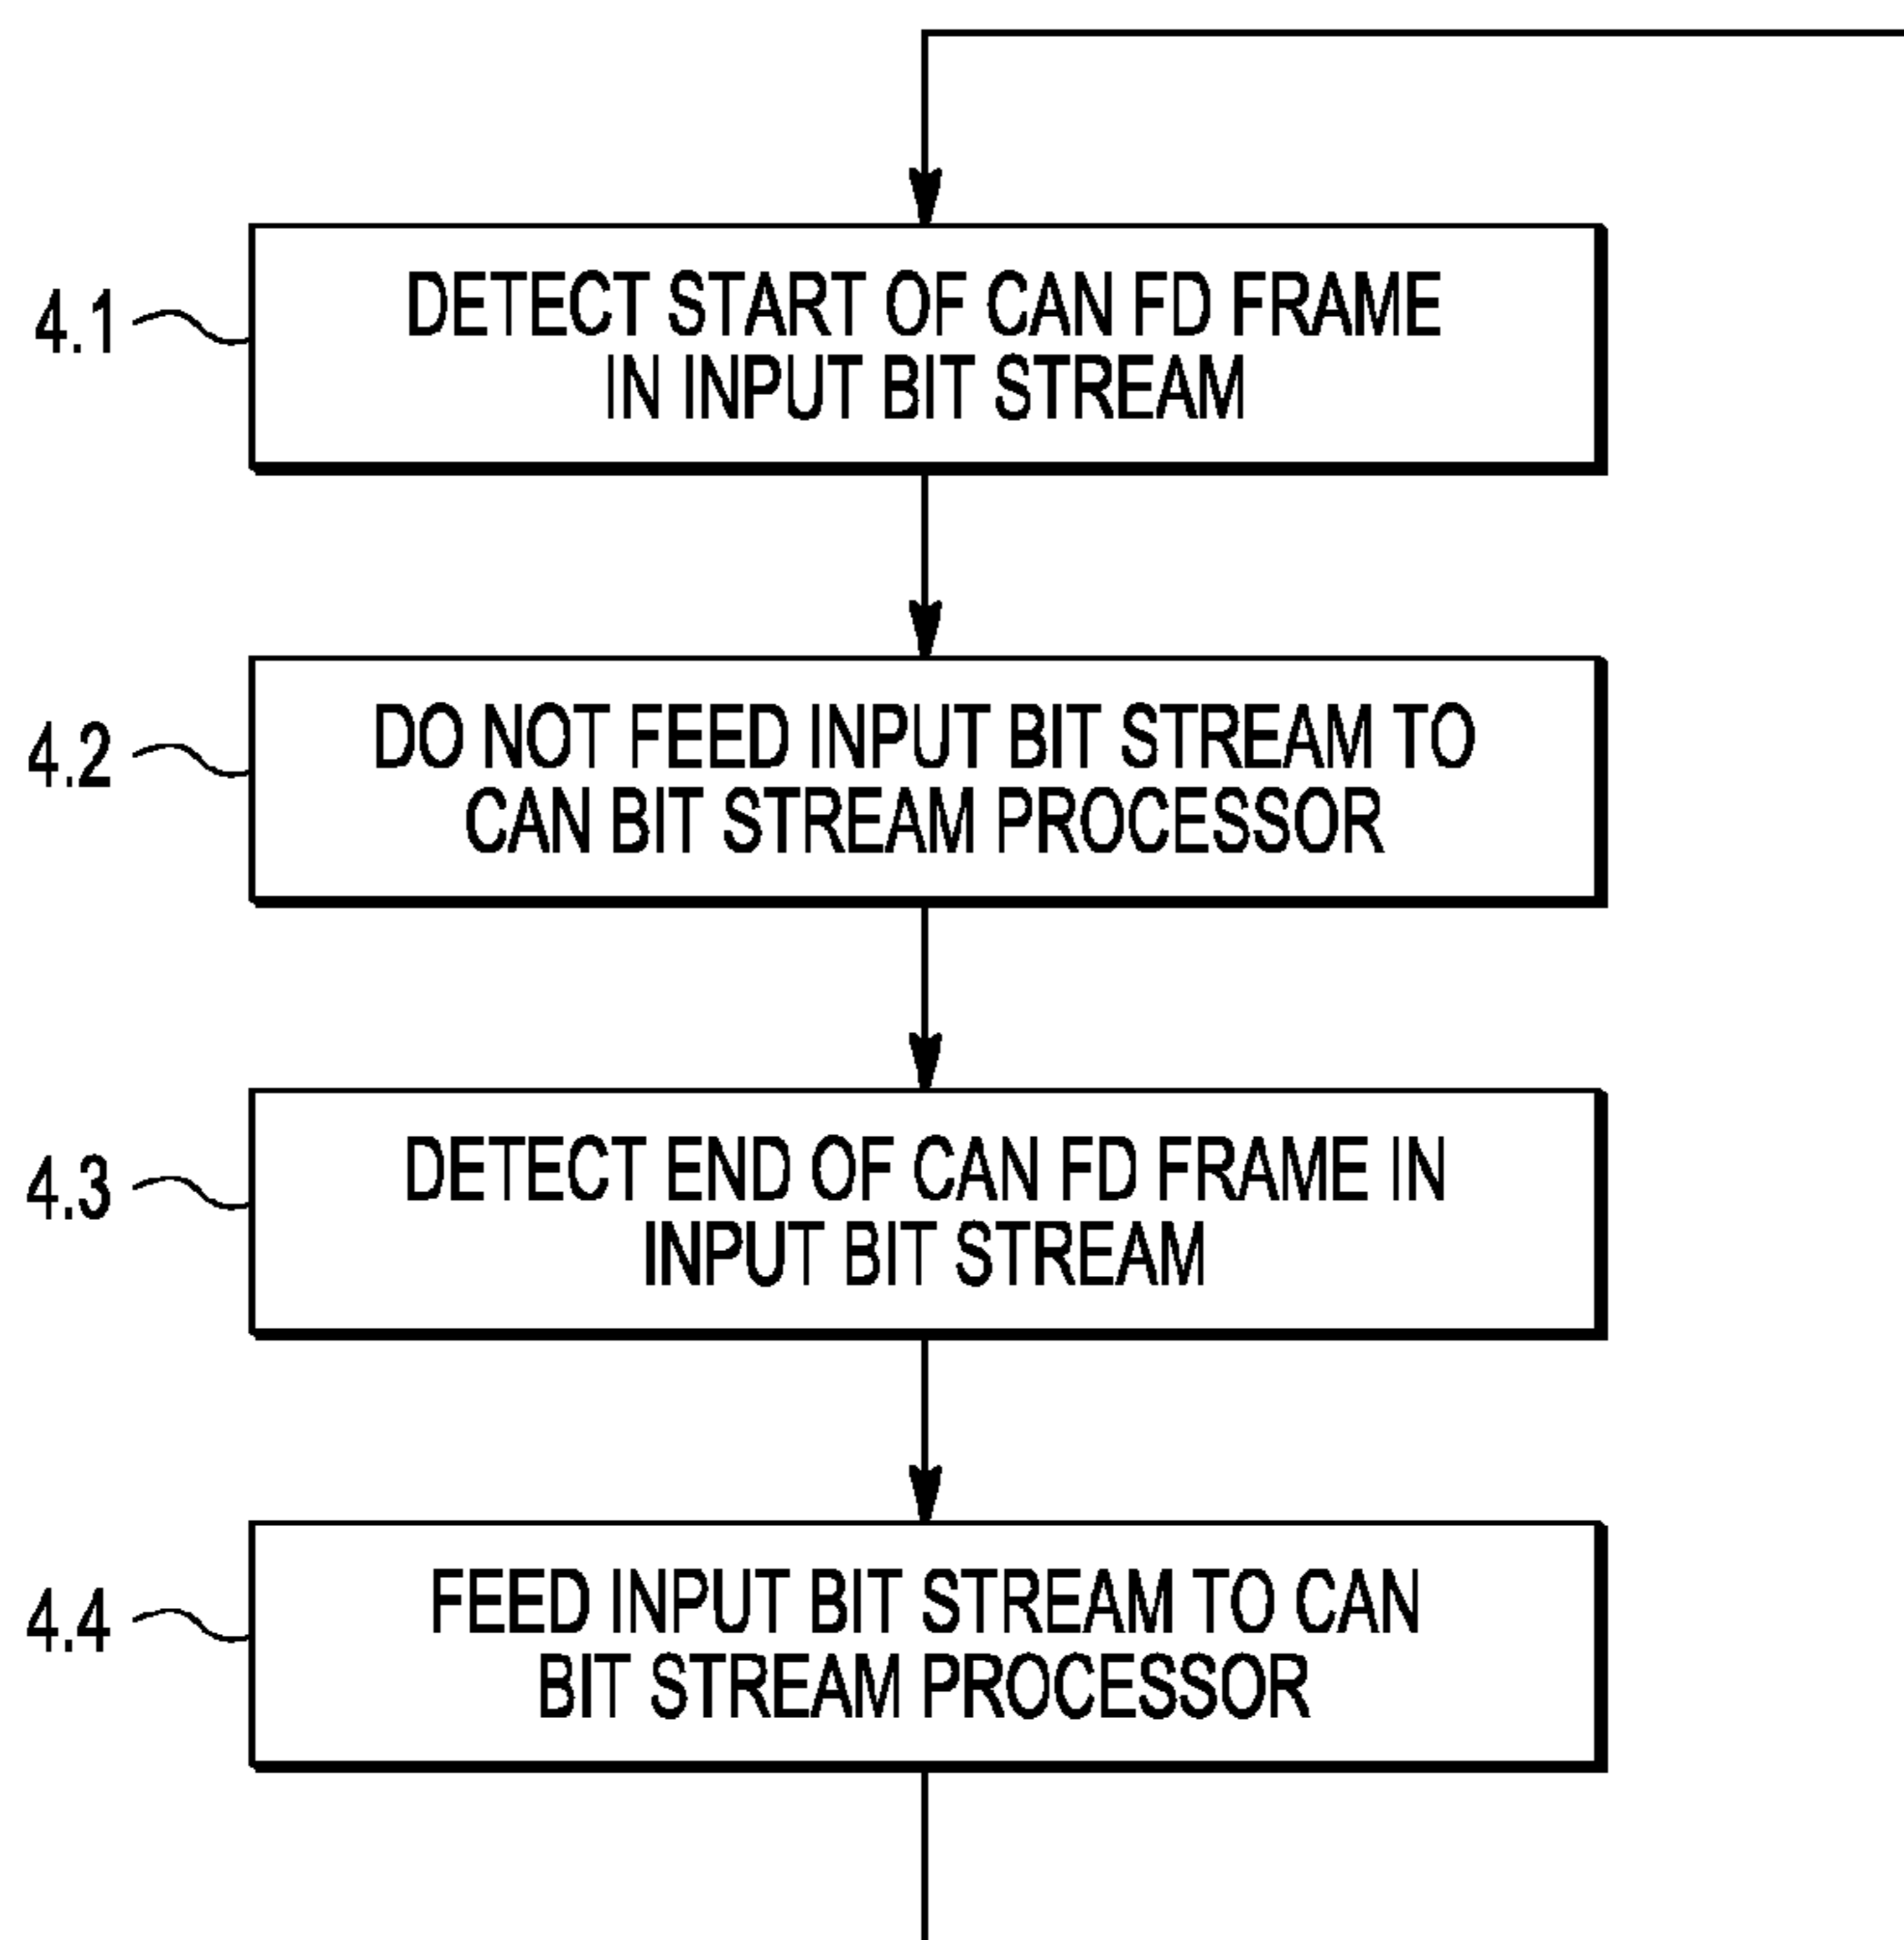 4.1
DETECT START OF CAN FD FRAME
IN INPUT BIT STREAM
4.2
DO NOT FEED INPUT BIT STREAM TO
CAN BIT STREAM PROCESSOR
4.3
DETECT END OF CAN FD FRAME IN
INPUT BIT STREAM
4.4
FEED INPUT BIT STREAM TO CAN
BIT STREAM PROCESSOR